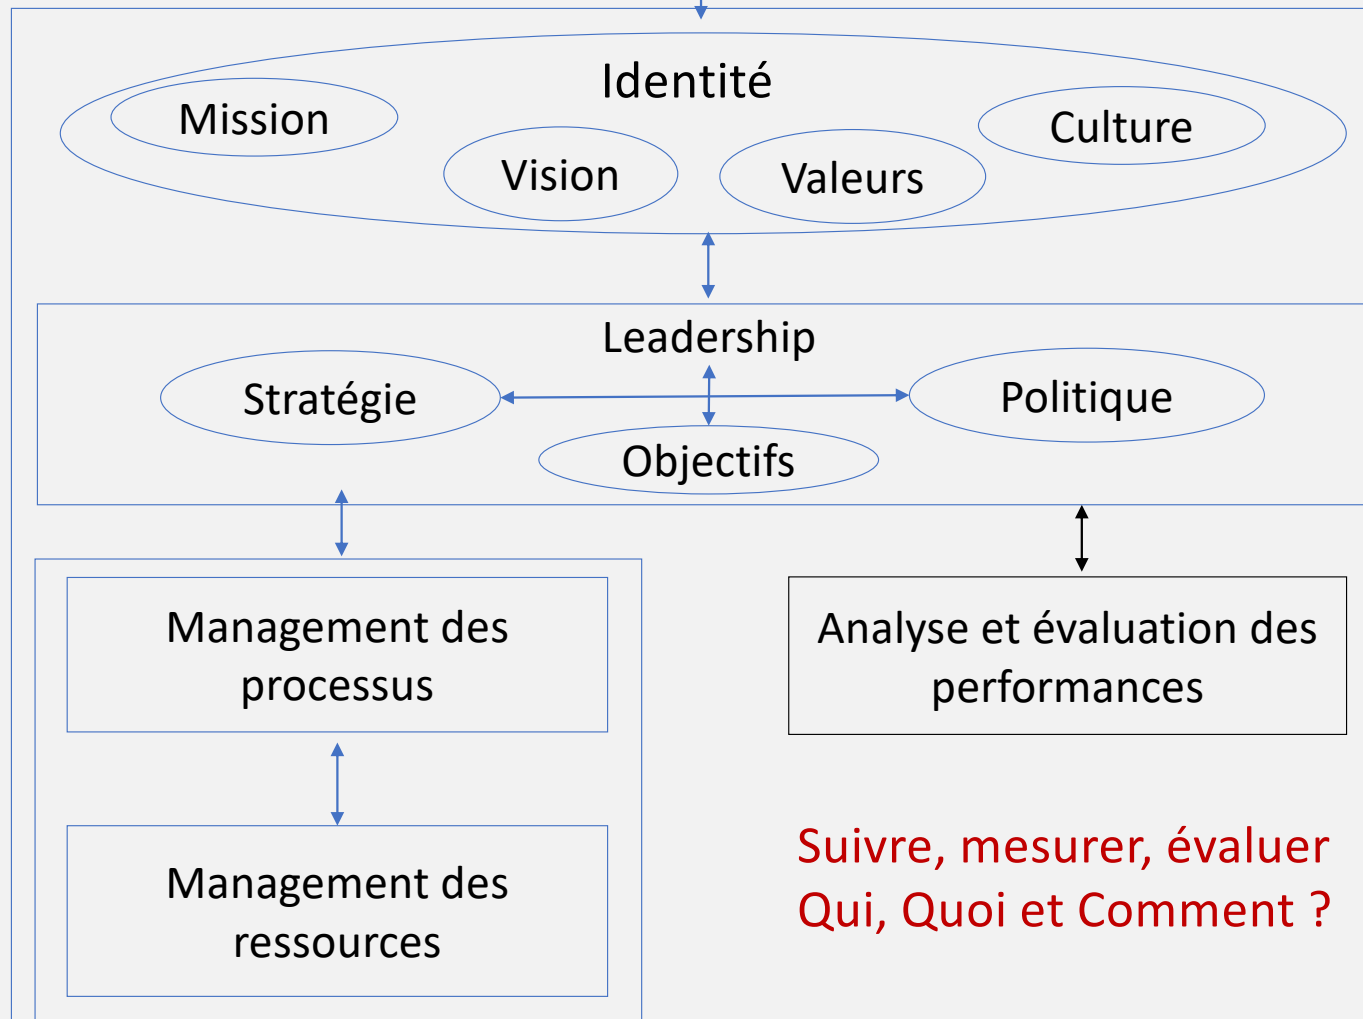 Identité
Mission
Culture
Vision
Valeurs
Leadership
Stratégie
Politique
Objectifs
Management des
processus
Analyse et évaluation des
performances
Management des
ressources
Suivre, mesurer, évaluer
Qui, Quoi et Comment ?